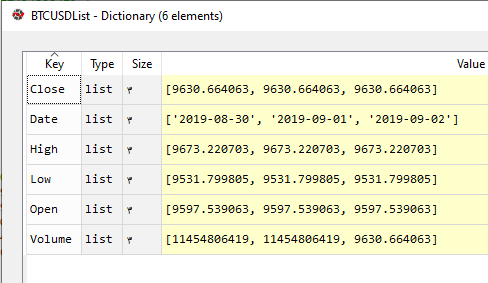 BTCUSDList - Dictionary (6 elements)
Key Type Size Value
Close list ۳ [9630.664063, 9630.664063, 9630.664063]
Date list ۳ ['2019-08-30', '2019-09-01', '2019-09-02']
High list ۳ [9673.220703, 9673.220703, 9673.220703]
Low list ۳ [9531.799805, 9531.799805, 9531.799805]
Open list ۳ [9597.539063, 9597.539063, 9597.539063]
Volume list ۳ [11454806419, 11454806419, 9630.664063]